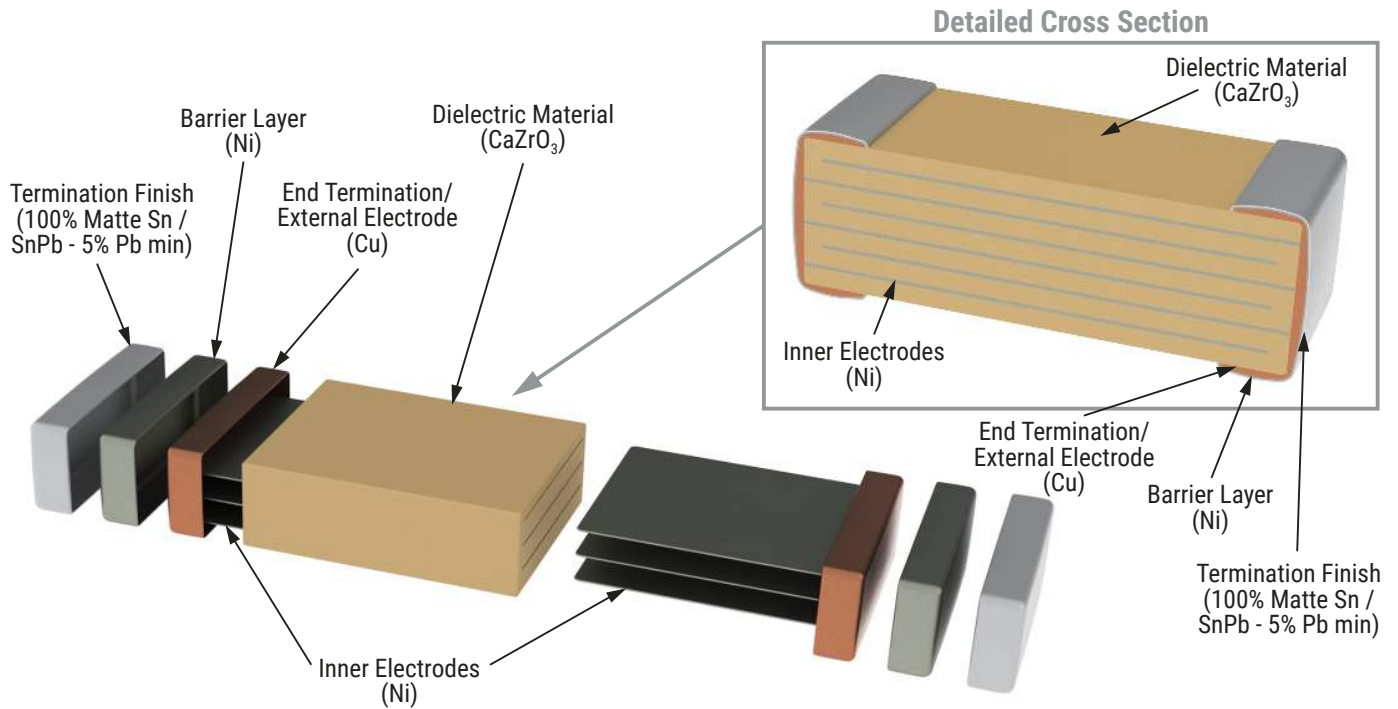 Detailed Cross Section
Dielectric Material
(CaZrO₃)
Barrier Layer
(Ni)
Dielectric Material
(CaZrO₃)
Termination Finish
(100% Matte Sn /
SnPb - 5% Pb min)
End Termination/
External Electrode
(Cu)
Inner Electrodes
(Ni)
End Termination/
External Electrode
(Cu)
Barrier Layer
(Ni)
Termination Finish
(100% Matte Sn /
SnPb - 5% Pb min)
Inner Electrodes
(Ni)